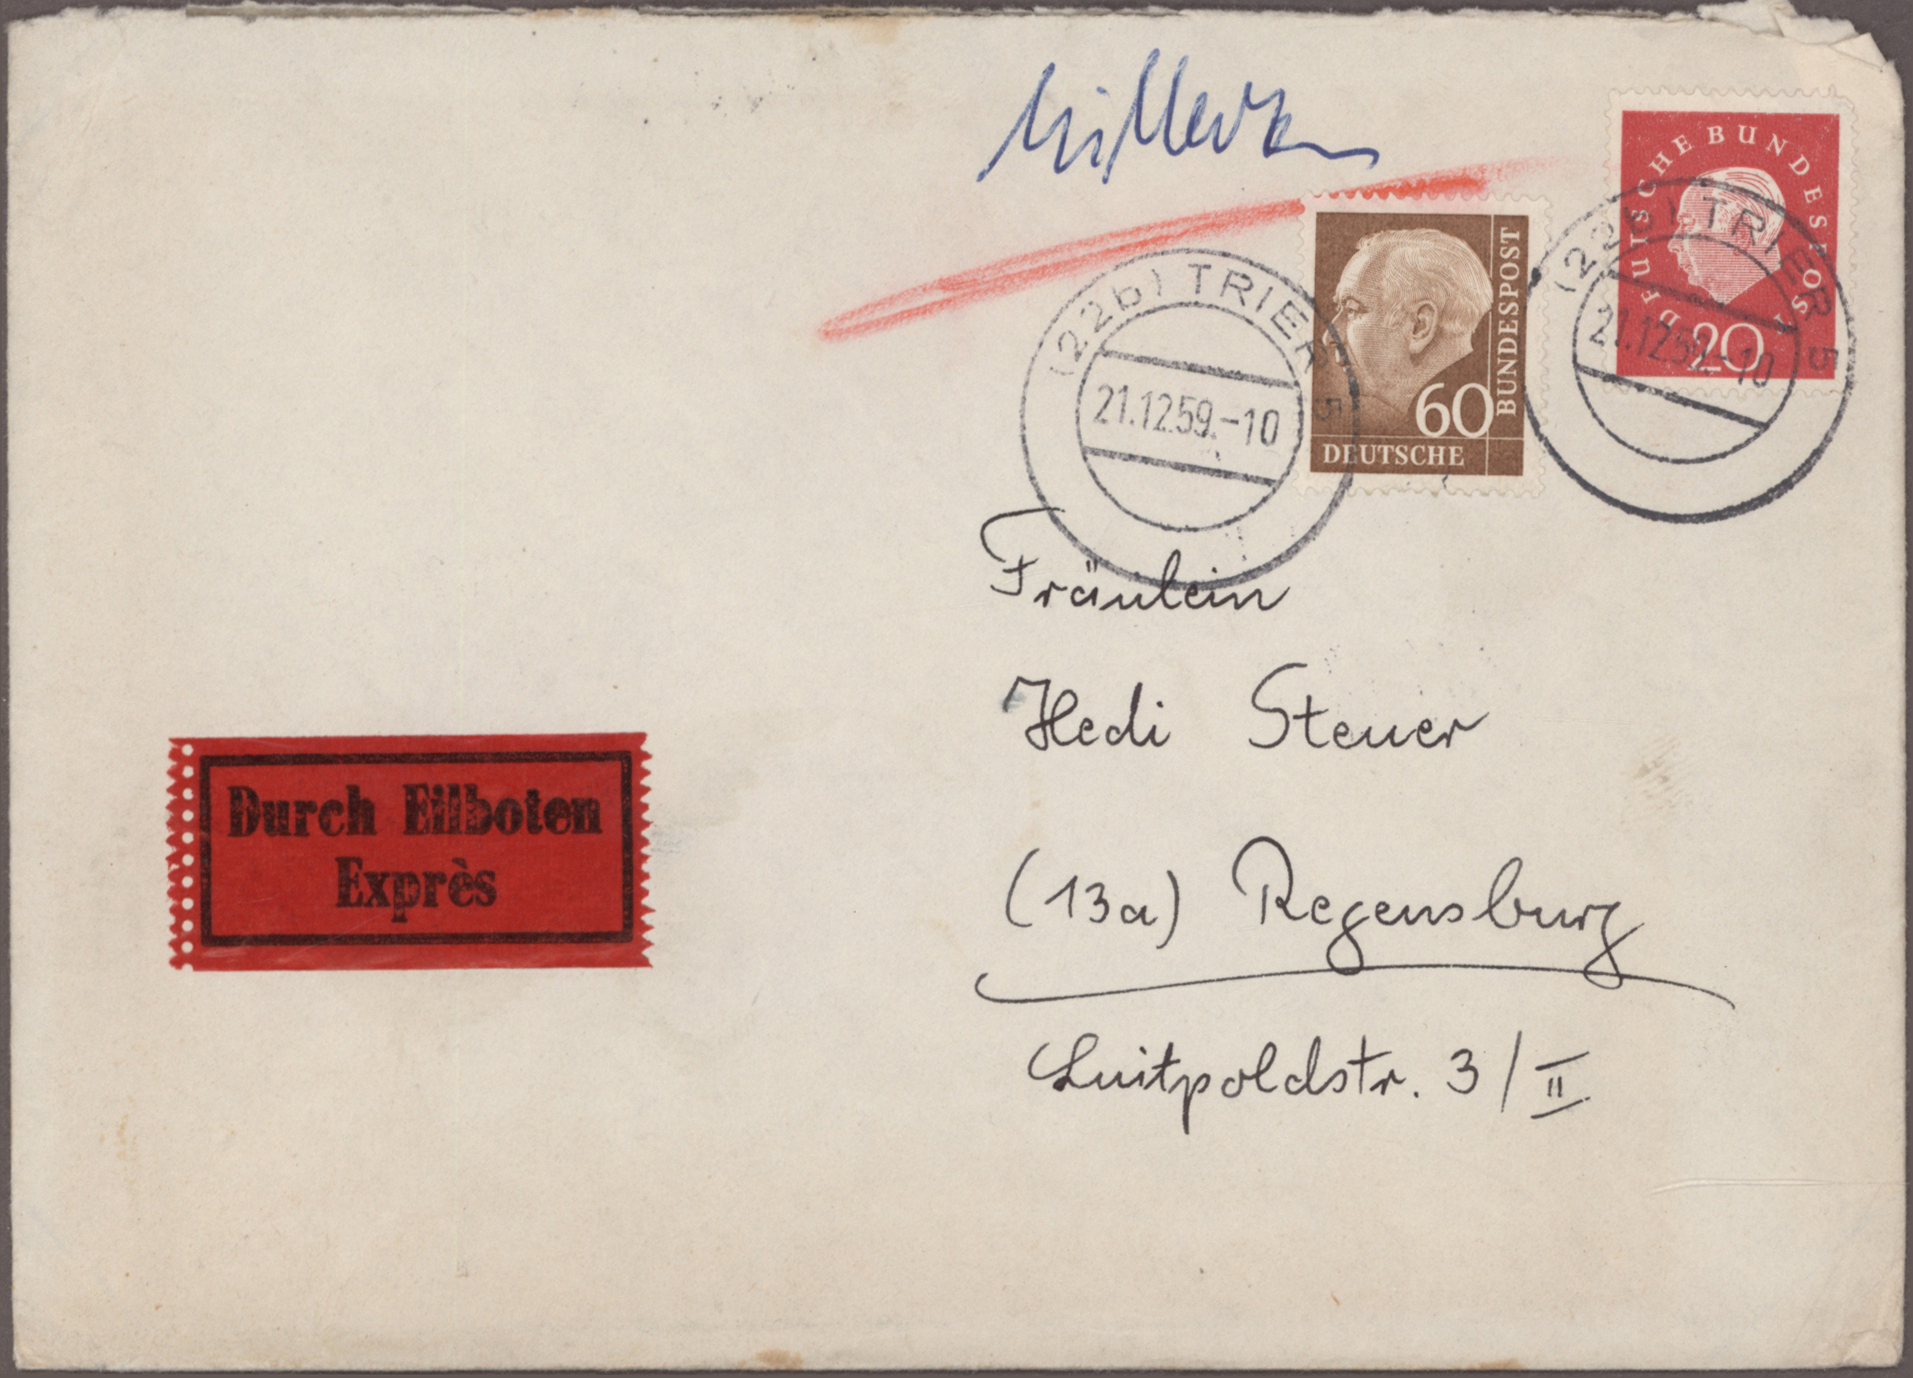 DEUTSCHE BUNDESPOST
20
BUNDESPOST
60
DEUTSCHE
(22b) TRIER 5
21.12.59.-10
(22b) TRIER 5
21.12.59.-10
Fräulein
Hedi Steuer
(13a) Regensburg
Luitpoldstr. 3/II
Durch Eilboten
Exprès